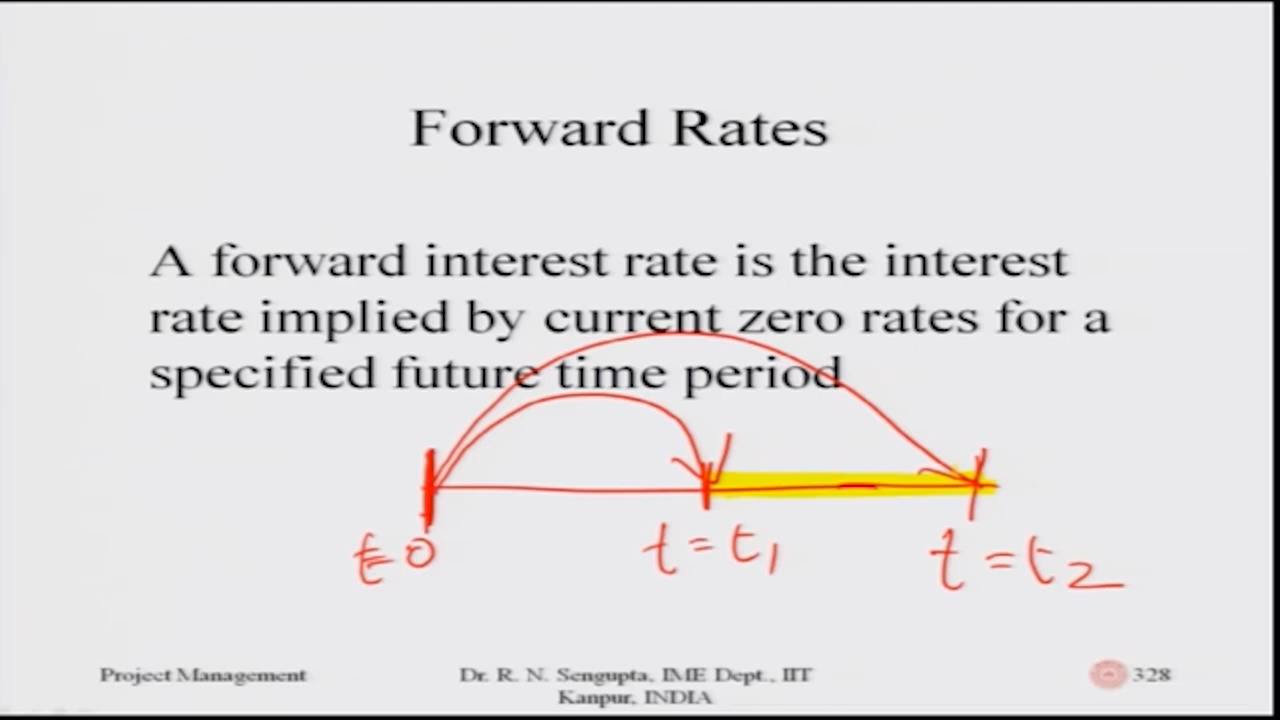 Forward Rates
A forward interest rate is the interest
rate implied by current zero rates for a
specified future time period
t=0 t=t1 t=t2
Project Management Dr. R. N. Sengupta, IME Dept., IIT 328
Kanpur, INDIA